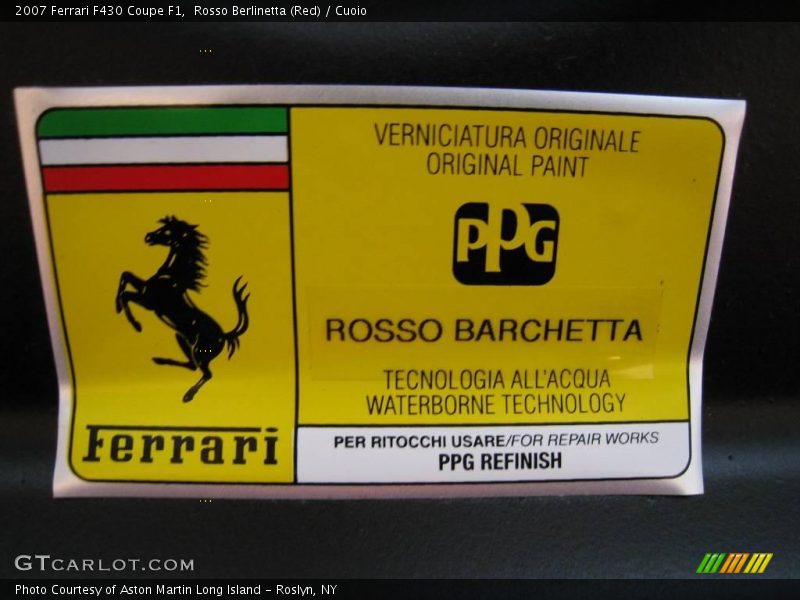 2007 Ferrari F430 Coupe F1,  Rosso Berlinetta (Red) / Cuoio
VERNICIATURA ORIGINALE
ORIGINAL PAINT
PPG
ROSSO BARCHETTA
TECNOLOGIA ALL'ACQUA
WATERBORNE TECHNOLOGY
Ferrari
PER RITOCCHI USARE/FOR REPAIR WORKS
PPG REFINISH
GTCARLOT.COM
Photo Courtesy of Aston Martin Long Island - Roslyn, NY